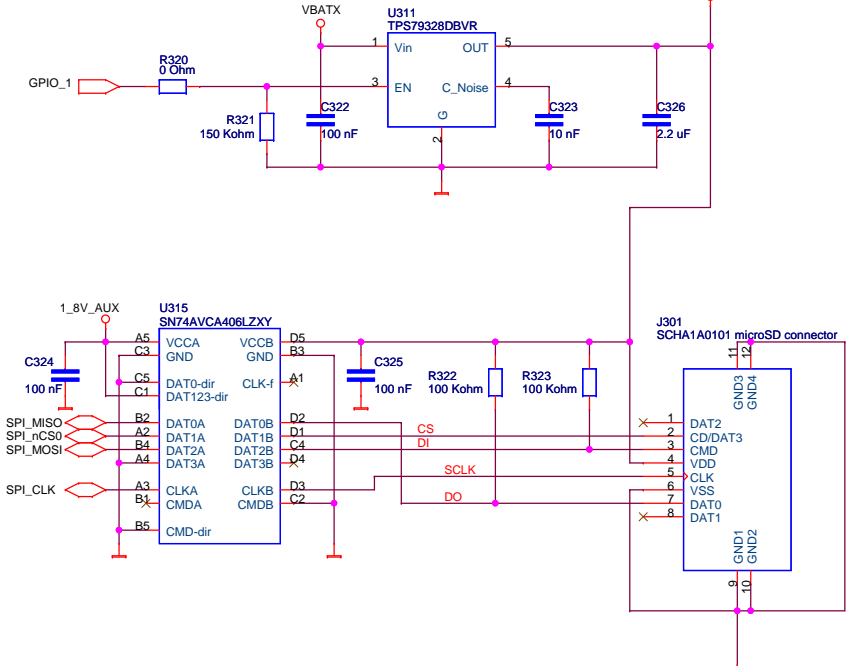 VBATX
U311
TPS79328DBVR
1 Vin OUT 5
R320
0 Ohm
GPIO_1
3 EN C_Noise 4
G
2
R321
150 Kohm
C322
100 nF
C323
10 nF
C326
2.2 uF
1_8V_AUX
U315
SN74AVCA406LZXY
J301
SCHA1A0101 microSD connector
A5 VCCA VCCB D5
C3 GND GND B3
C324
100 nF
C5 DAT0-dir CLK-f A1
C1 DAT123-dir
C325
100 nF
R322
100 Kohm
R323
100 Kohm
11 12
GND3 GND4
SPI_MISO B2 DAT0A DAT0B D2
SPI_nCS0 A2 DAT1A DAT1B D1 CS
SPI_MOSI B4 DAT2A DAT2B C4 DI
A4 DAT3A DAT3B D4
SPI_CLK A3 CLKA CLKB D3 SCLK
B1 CMDA CMDB C2 DO
B5 CMD-dir
1 DAT2
2 CD/DAT3
3 CMD
4 VDD
5 CLK
6 VSS
7 DAT0
8 DAT1
GND1 GND2
9 10